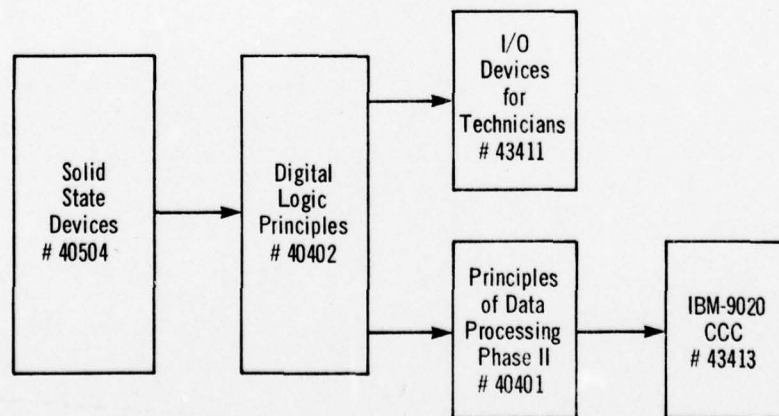 Solid
State
Devices
# 40504
Digital
Logic
Principles
# 40402
I/O
Devices
for
Technicians
# 43411
Principles
of Data
Processing
Phase II
# 40401
IBM-9020
CCC
# 43413